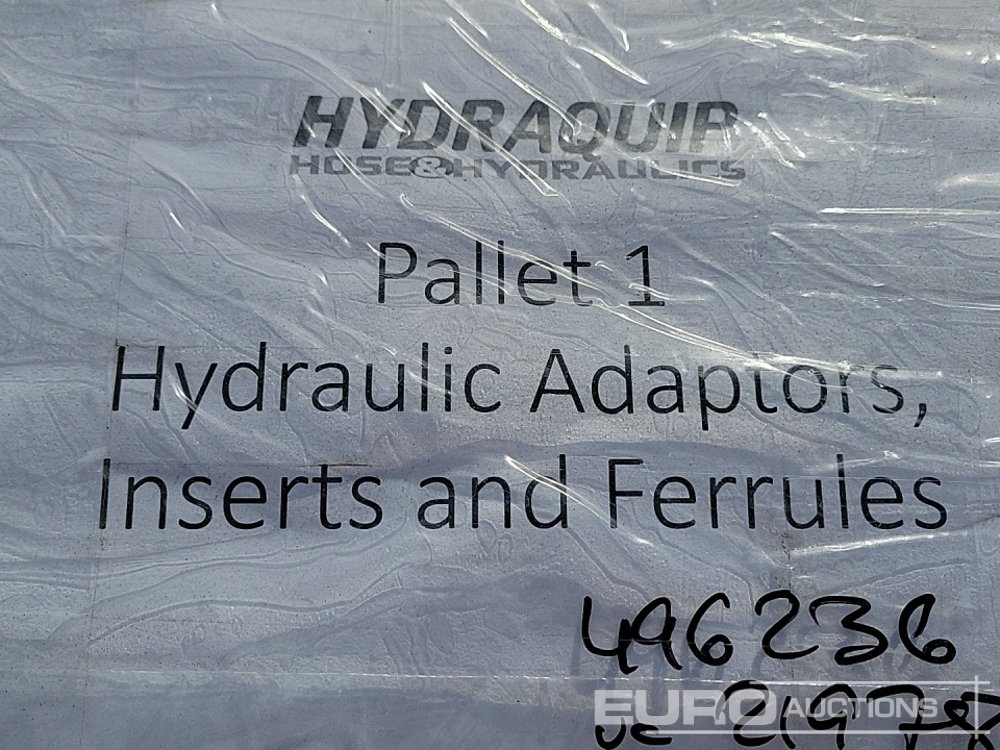 HYDRAQUIP
HOSE&HYDRAULICS
Pallet 1
Hydraulic Adaptors,
Inserts and Ferrules
496236
EURO AUCTIONS